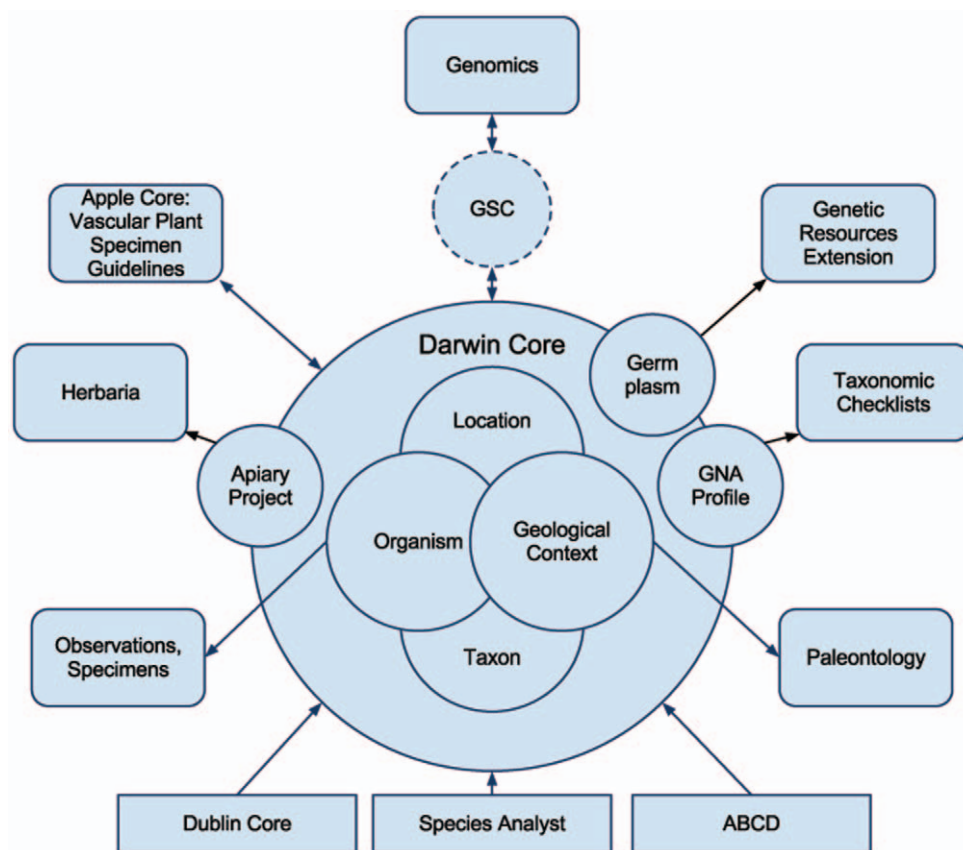 Genomics
GSC
Apple Core:
Vascular Plant
Specimen
Guidelines
Genetic
Resources
Extension
Darwin Core
Germ
plasm
Herbaria
Location
Taxonomic
Checklists
Apiary
Project
GNA
Profile
Organism
Geological
Context
Observations,
Specimens
Taxon
Paleontology
Dublin Core
Species Analyst
ABCD